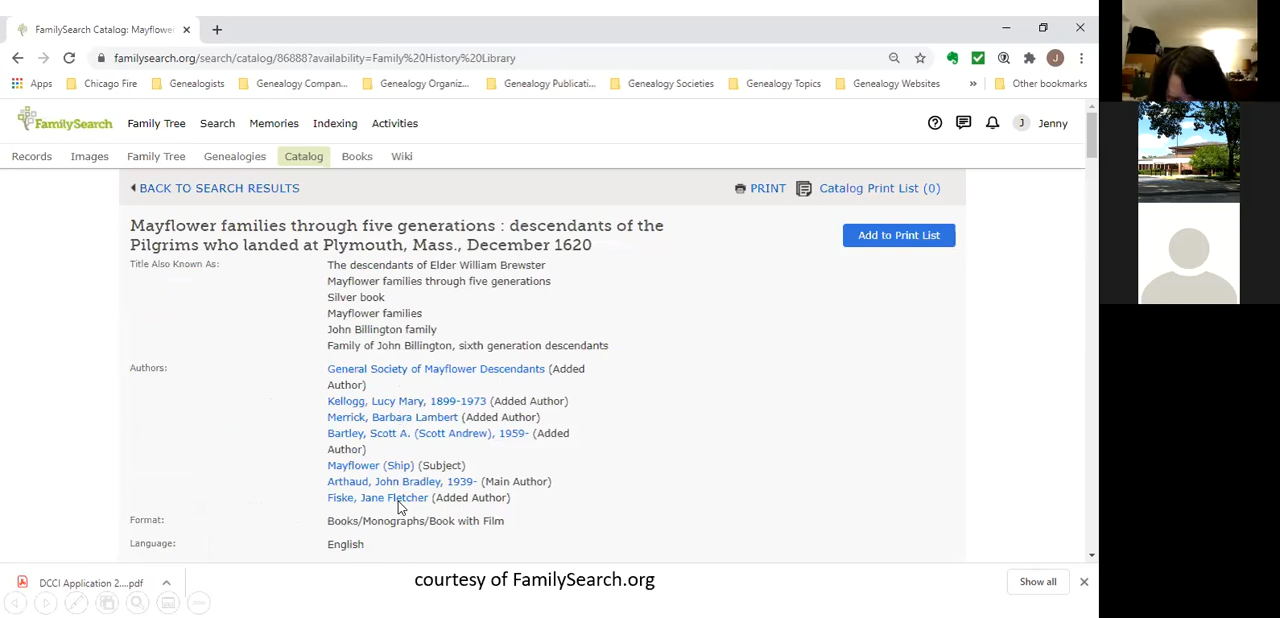 FamilySearch Catalog: Mayflower
familysearch.org/search/catalog/86888?availability=Family%20History%20Library
J
Apps Chicago Fire Genealogists Genealogy Compan... Genealogy Organiz... Genealogy Publicati... Genealogy Societies Genealogy Topics Genealogy Websites » Other bookmarks
FamilySearch Family Tree Search Memories Indexing Activities J Jenny
Records Images Family Tree Genealogies Catalog Books Wiki
BACK TO SEARCH RESULTS PRINT Catalog Print List (0)
Mayflower families through five generations : descendants of the
Pilgrims who landed at Plymouth, Mass., December 1620
Add to Print List
Title Also Known As: The descendants of Elder William Brewster
Mayflower families through five generations
Silver book
Mayflower families
John Billington family
Family of John Billington, sixth generation descendants
Authors: General Society of Mayflower Descendants (Added
Author)
Kellogg, Lucy Mary, 1899-1973 (Added Author)
Merrick, Barbara Lambert (Added Author)
Bartley, Scott A. (Scott Andrew), 1959- (Added
Author)
Mayflower (Ship) (Subject)
Arthaud, John Bradley, 1939- (Main Author)
Fiske, Jane Fletcher (Added Author)
Format: Books/Monographs/Book with Film
Language: English
DCCI Application 2....pdf courtesy of FamilySearch.org Show all